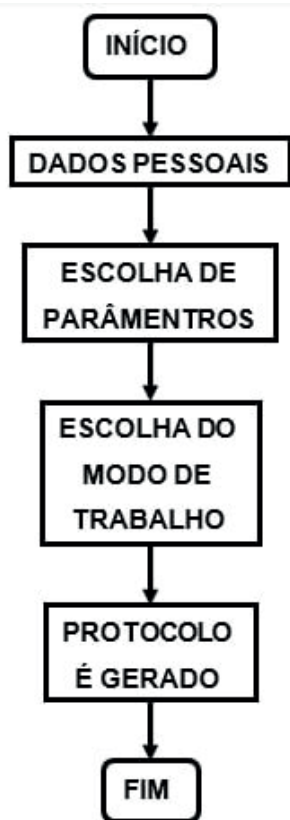 INÍCIO
DADOS PESSOAIS
ESCOLHA DE
PARÂMENTROS
ESCOLHA DO
MODO DE
TRABALHO
PROTOCOLO
É GERADO
FIM